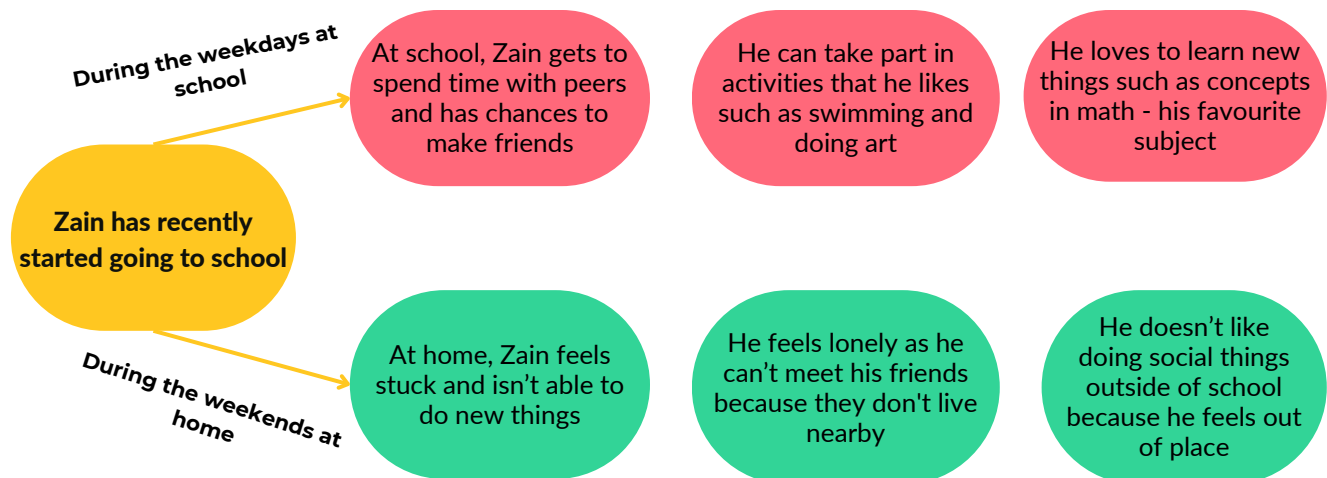 During the weekdays at
school
At school, Zain gets to
spend time with peers
and has chances to
make friends
He can take part in
activities that he likes
such as swimming and
doing art
He loves to learn new
things such as concepts
in math - his favourite
subject
Zain has recently
started going to school
During the weekends at
home
At home, Zain feels
stuck and isn’t able to
do new things
He feels lonely as he
can’t meet his friends
because they don't live
nearby
He doesn’t like
doing social things
outside of school
because he feels out
of place